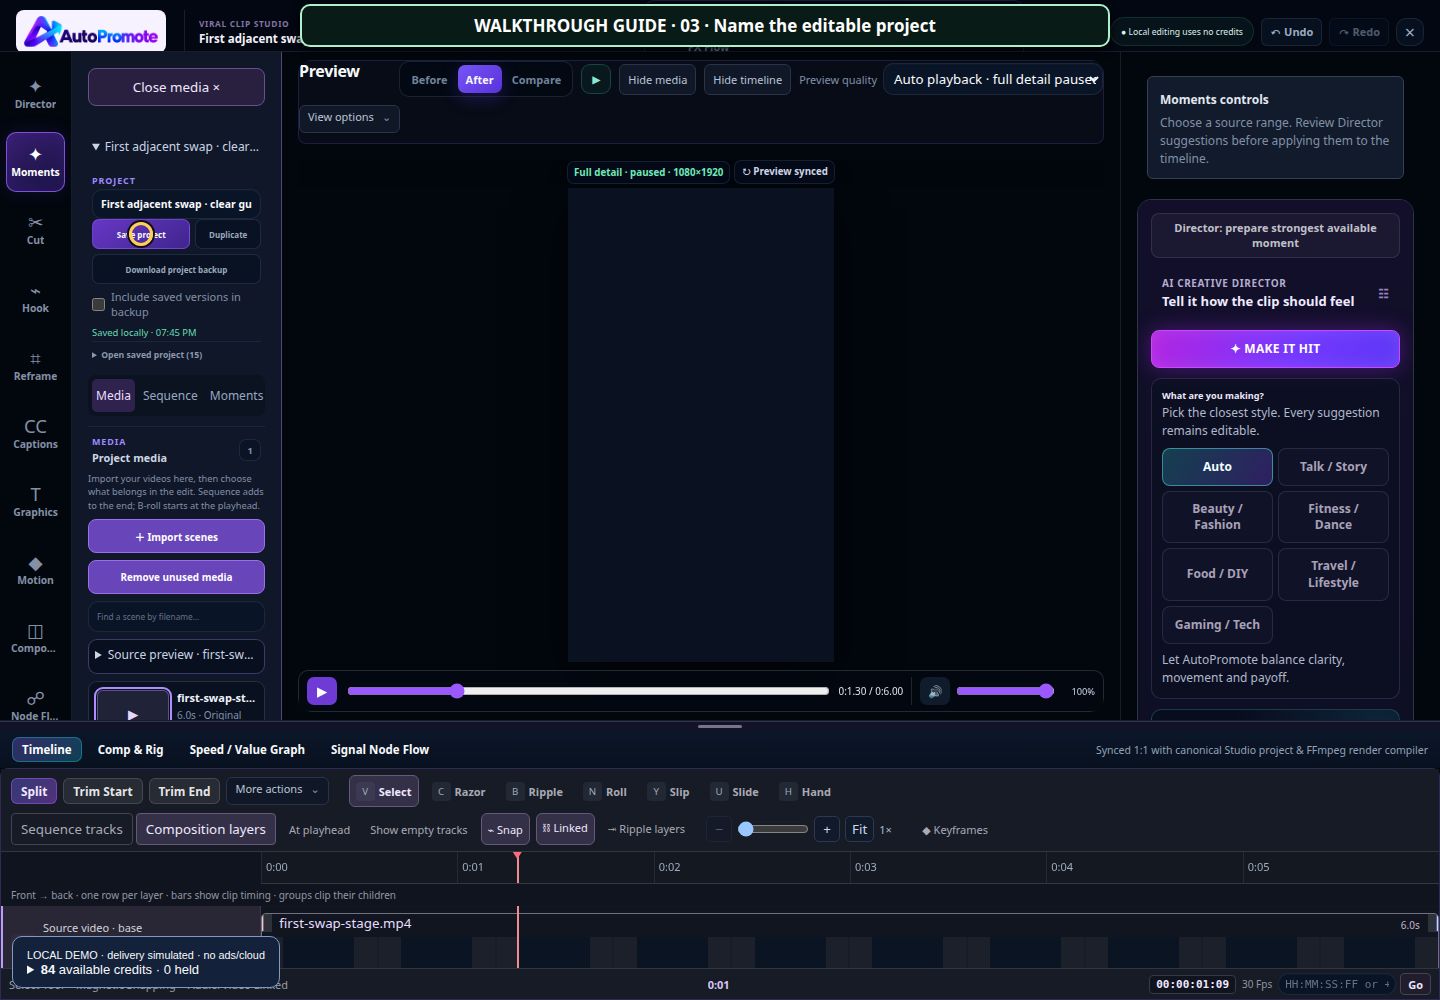 AutoPromote
VIRAL CLIP STUDIO
First adjacent swa
WALKTHROUGH GUIDE · 03 · Name the editable project
● Local editing uses no credits
↶ Undo
↷ Redo
✕
Director
Moments
Cut
Hook
Reframe
CC
Captions
T
Graphics
Motion
Compo...
Node Fl...
Close media ×
▼ First adjacent swap · clear...
PROJECT
First adjacent swap · clear gu
Save project
Duplicate
Download project backup
Include saved versions in
backup
Saved locally · 07:45 PM
▶ Open saved project (15)
Media
Sequence
Moments
MEDIA
Project media
1
Import your videos here, then choose
what belongs in the edit. Sequence adds
to the end; B-roll starts at the playhead.
+ Import scenes
Remove unused media
Find a scene by filename...
▶ Source preview · first-sw...
first-swap-st...
6.0s · Original
Preview
Before
After
Compare
▶
Hide media
Hide timeline
Preview quality
Auto playback · full detail pause
View options
Full detail · paused · 1080×1920
↻ Preview synced
0:1.30 / 0:6.00
100%
Moments controls
Choose a source range. Review Director
suggestions before applying them to the
timeline.
Director: prepare strongest available
moment
AI CREATIVE DIRECTOR
Tell it how the clip should feel
✦ MAKE IT HIT
What are you making?
Pick the closest style. Every suggestion
remains editable.
Auto
Talk / Story
Beauty /
Fashion
Fitness /
Dance
Food / DIY
Travel /
Lifestyle
Gaming / Tech
Let AutoPromote balance clarity,
movement and payoff.
Timeline
Comp & Rig
Speed / Value Graph
Signal Node Flow
Synced 1:1 with canonical Studio project & FFmpeg render compiler
Split
Trim Start
Trim End
More actions
V Select
C Razor
B Ripple
N Roll
Y Slip
U Slide
H Hand
Sequence tracks
Composition layers
At playhead
Show empty tracks
Snap
Linked
Ripple layers
−
+
Fit
1×
◆ Keyframes
0:00
0:01
0:02
0:03
0:04
0:05
Front → back · one row per layer · bars show clip timing · groups clip their children
Source video · base
first-swap-stage.mp4
6.0s
LOCAL DEMO · delivery simulated · no ads/cloud
▶ 84 available credits · 0 held
0:01
00:00:01:09
30 Fps
HH:MM:SS:FF or +
Go